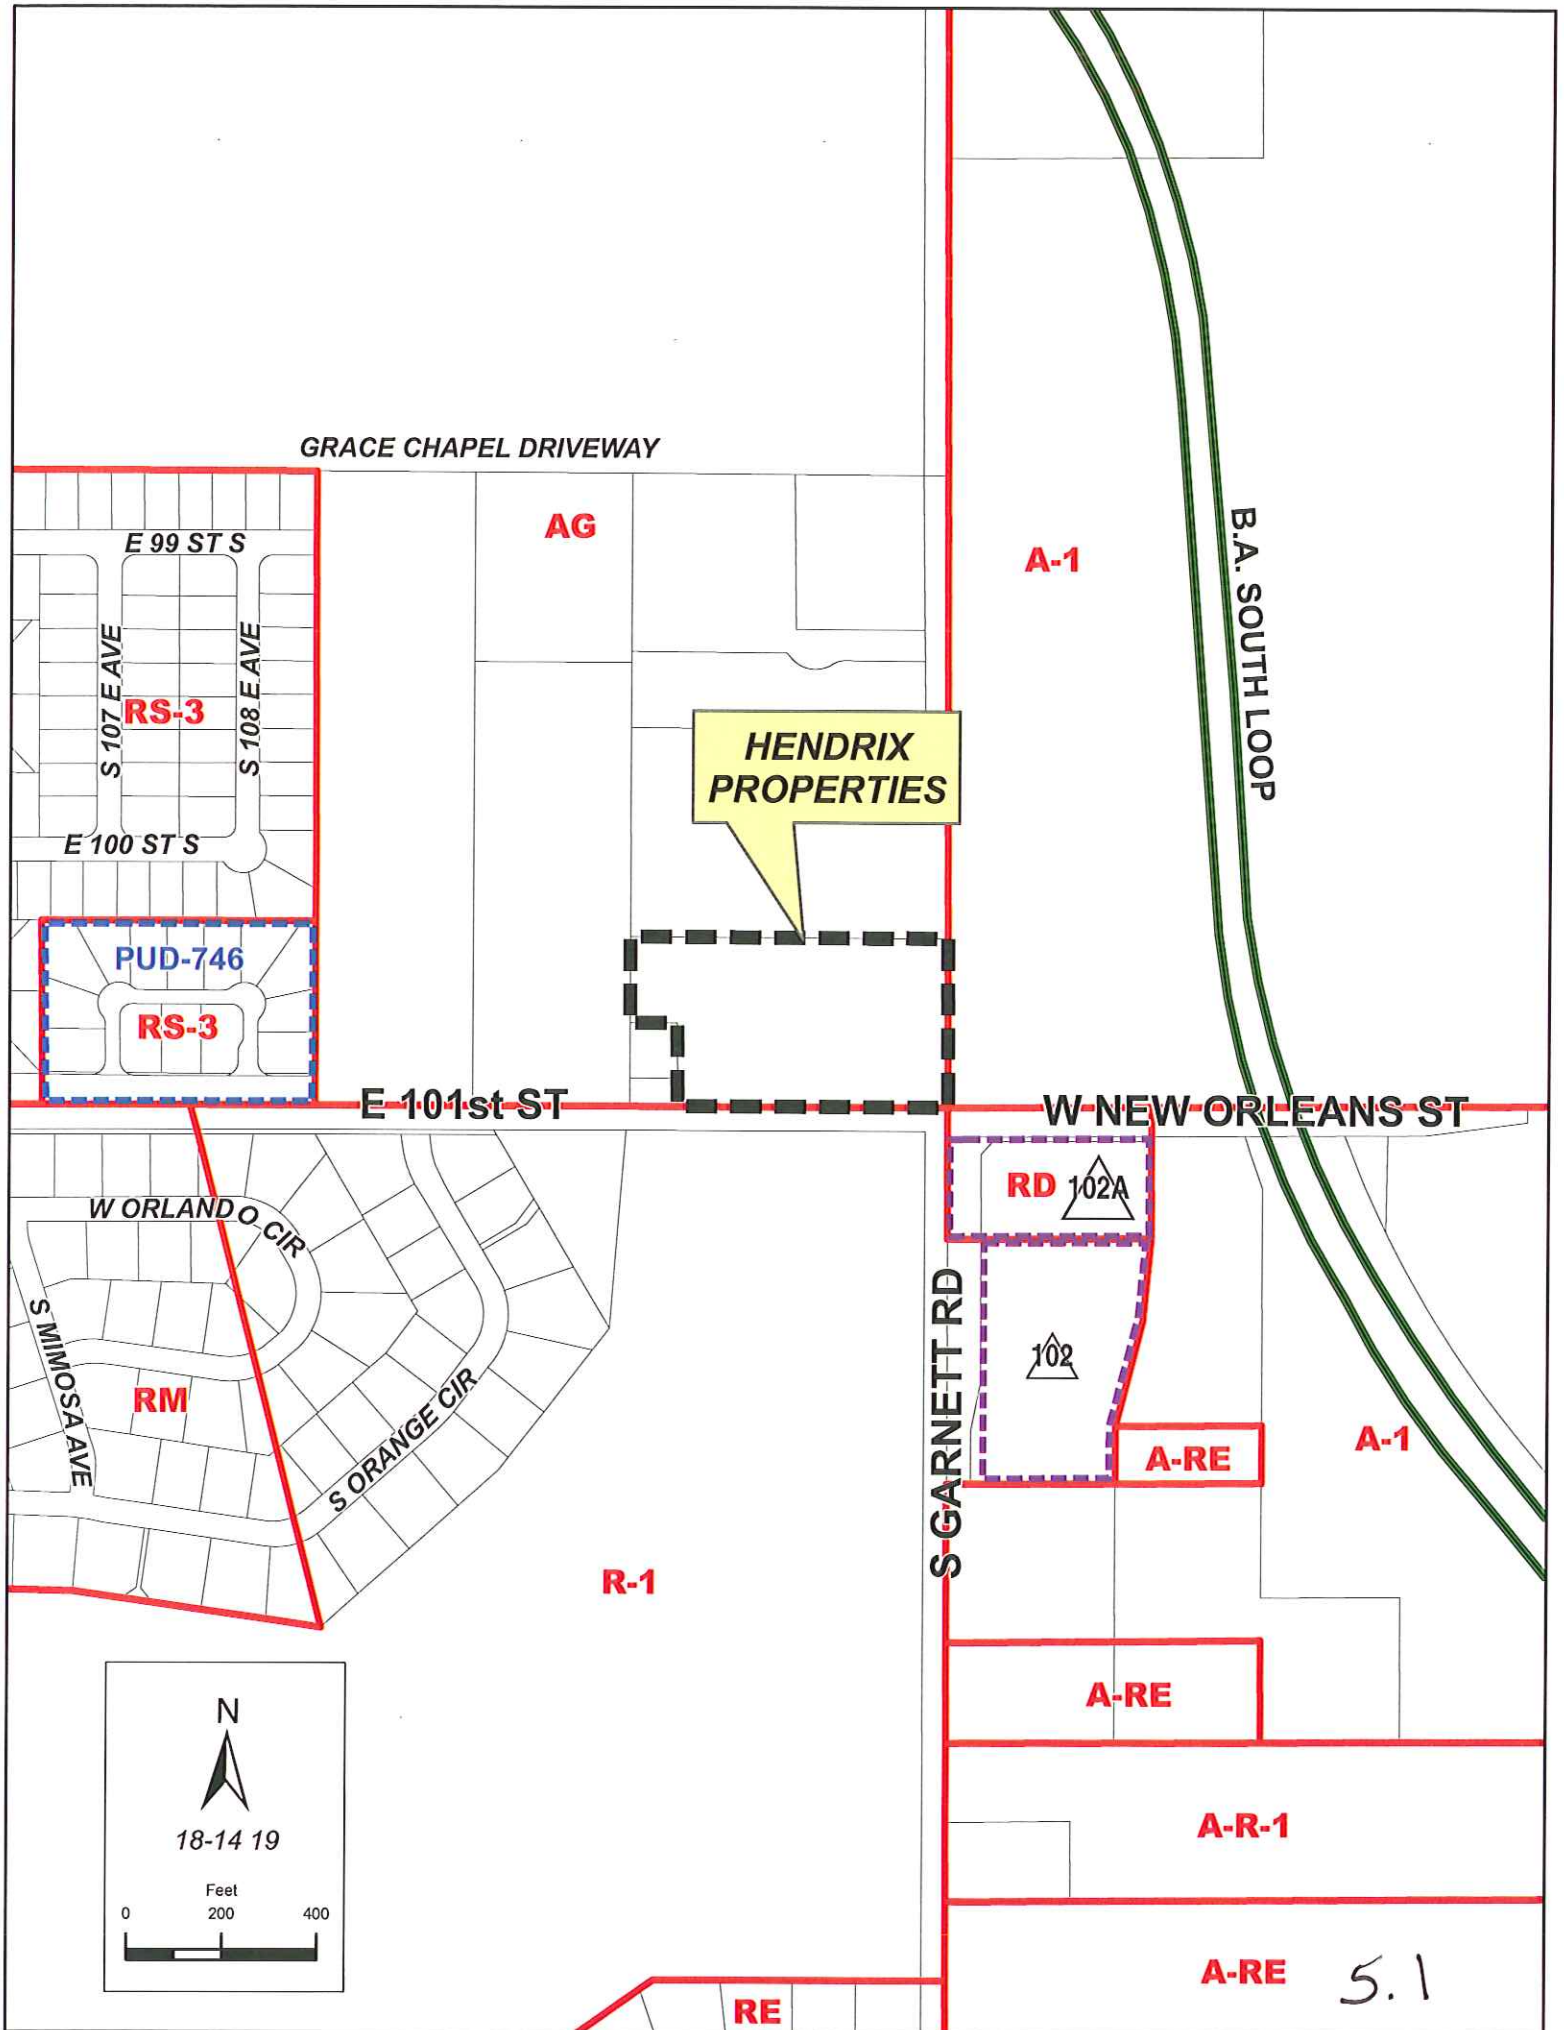 GRACE CHAPEL DRIVEWAY
AG
A-1
E 99 ST S
S 107 E AVE
RS-3
S 108 E AVE
B.A. SOUTH LOOP
HENDRIX
PROPERTIES
E 100 ST S
PUD-746
RS-3
E 101st ST
W NEW ORLEANS ST
RD
102A
W ORLANDO CIR
S MIMOSA AVE
S GARNETT RD
102
RM
S ORANGE CIR
A-1
A-RE
R-1
A-RE
N
18-14 19
Feet
0 200 400
A-R-1
A-RE
5.1
RE